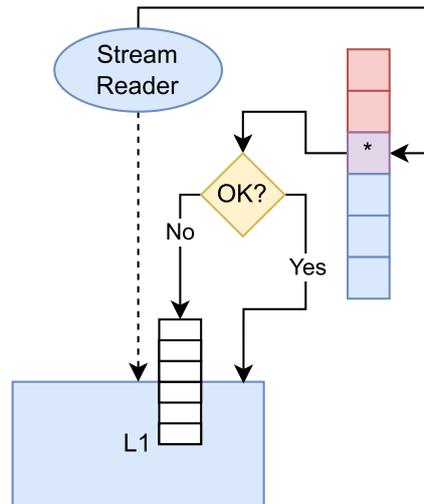 Stream
Reader
*
OK?
No
Yes
L1